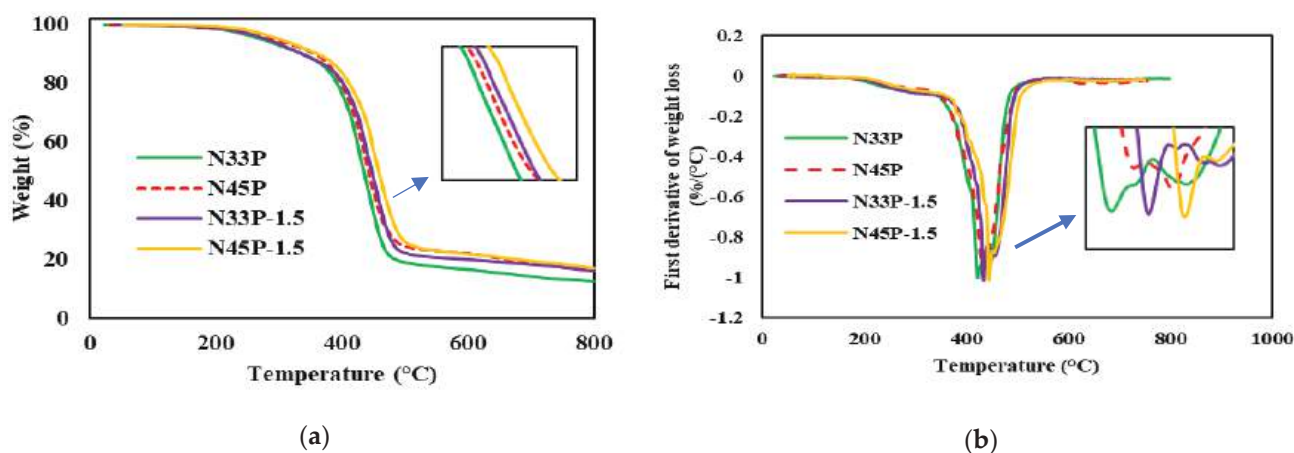 100
80
60
40
20
0
Weight (%)
N33P
N45P
N33P-1.5
N45P-1.5
0 200 400 600 800
Temperature (°C)
(a)
0.2
0
-0.2
-0.4
-0.6
-0.8
-1
-1.2
First derivative of weight loss
(%/(°C)
N33P
N45P
N33P-1.5
N45P-1.5
0 200 400 600 800 1000
Temperature (°C)
(b)